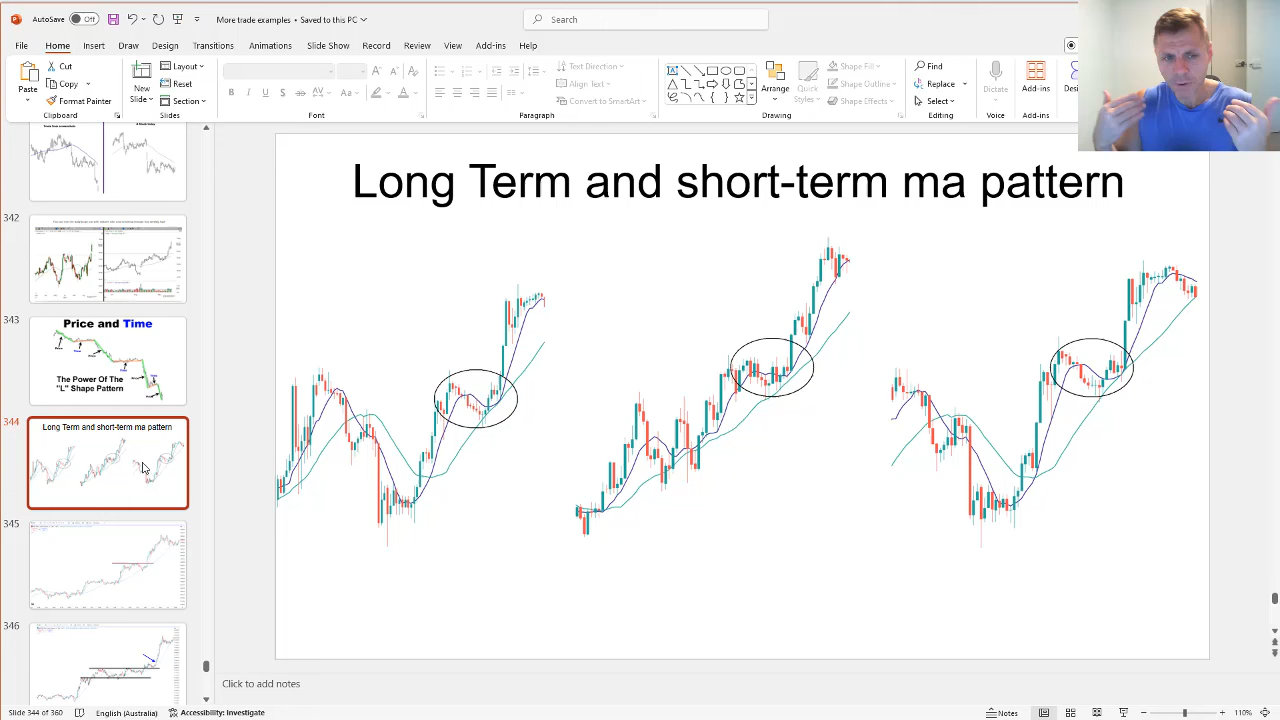 AutoSave Off More trade examples • Saved to this PC Search
File Home Insert Draw Design Transitions Animations Slide Show Record Review View Add-ins Help
Paste Cut Copy Format Painter Clipboard
New Slide Layout Reset Section Slides
B I U S ab AV Aa A Font
Text Direction Align Text Convert to SmartArt Paragraph
Arrange Quick Styles Shape Fill Shape Outline Shape Effects Drawing
Find Replace Select Editing
Dictate Voice
Add-ins Add-ins
342
343
Price and Time
The Power Of The
"L" Shape Pattern
344
Long Term and short-term ma pattern
345
346
Long Term and short-term ma pattern
Click to add notes
Slide 344 of 360 English (Australia) Accessibility: Investigate Notes 110%